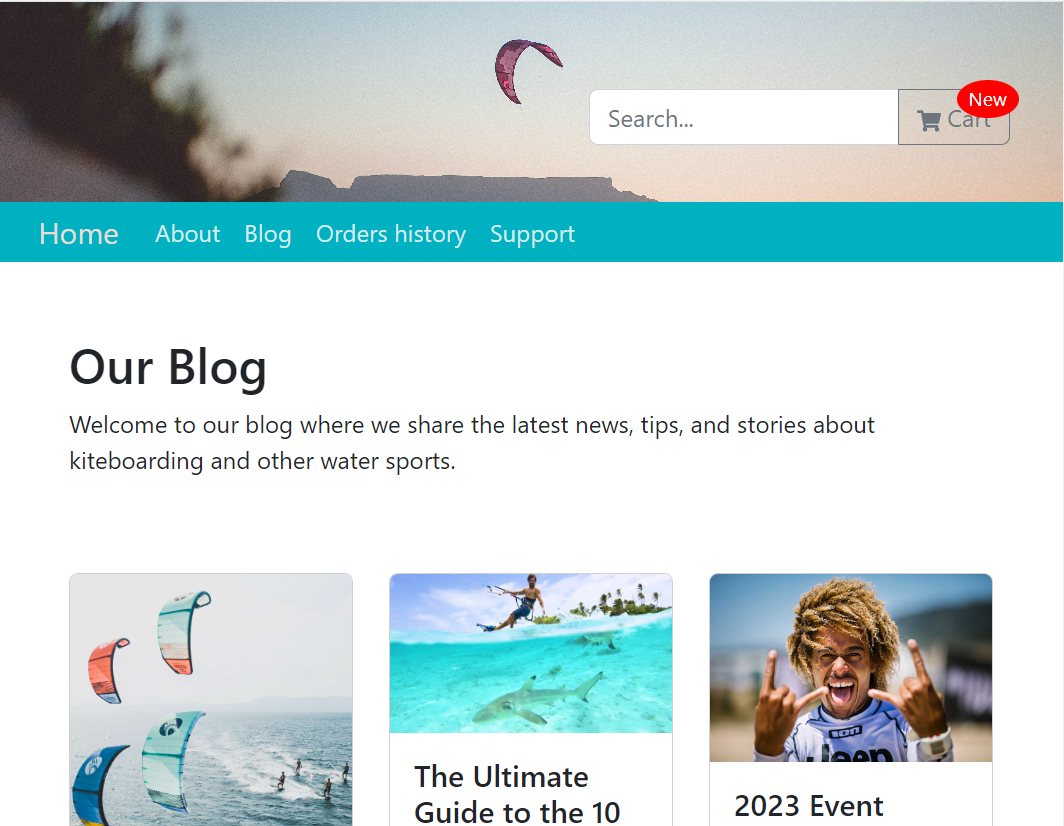 New
Search...
Cart
Home About Blog Orders history Support
Our Blog
Welcome to our blog where we share the latest news, tips, and stories about
kiteboarding and other water sports.
ion
Jeep
The Ultimate
Guide to the 10
2023 Event